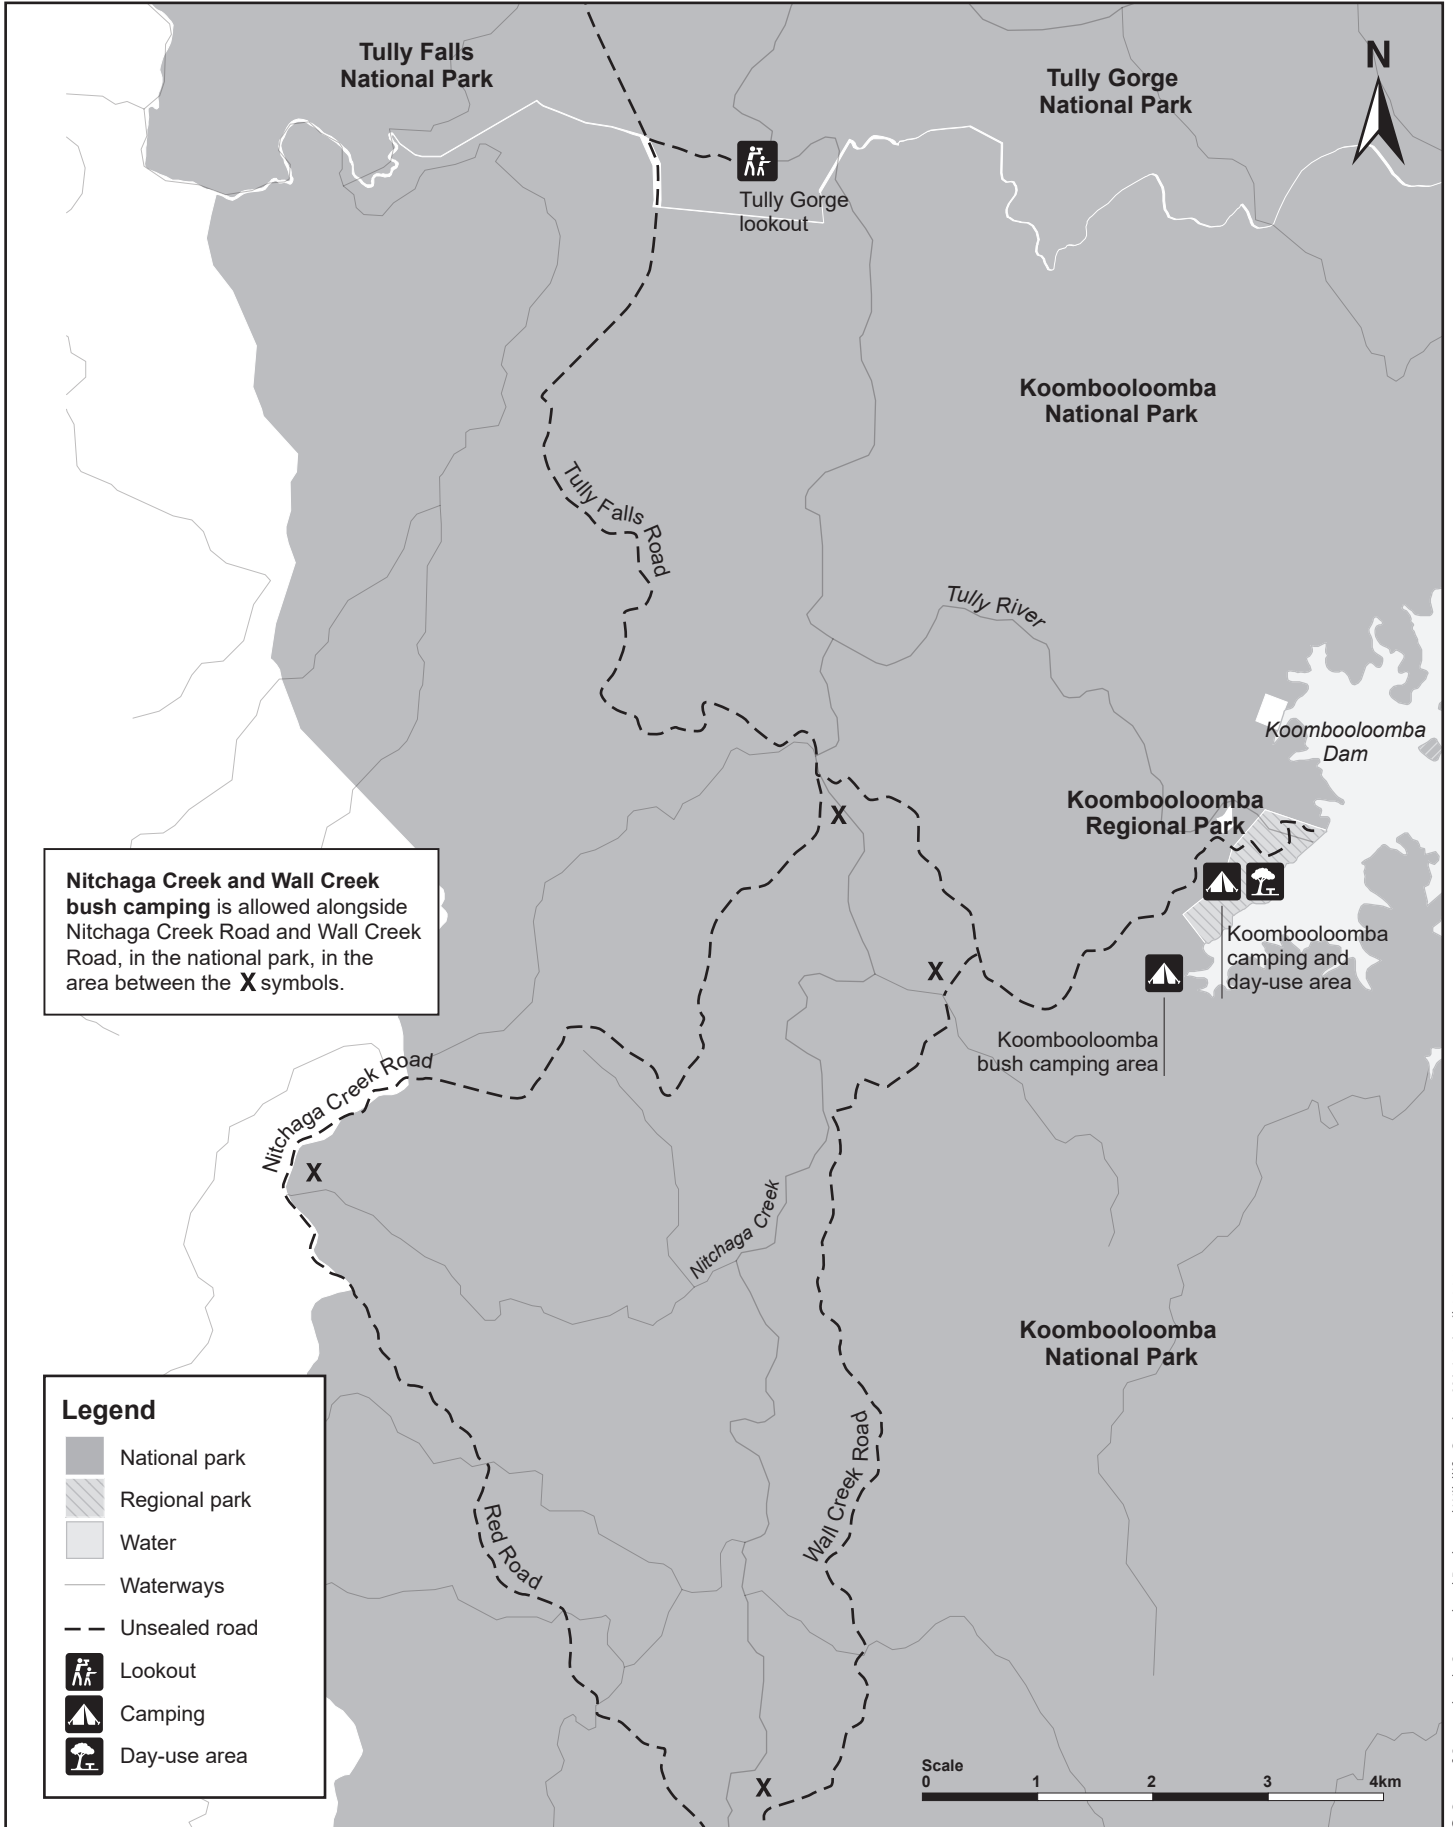 Tully Falls
National Park
Tully Gorge
National Park
N
Tully Gorge
lookout
Koombooloomba
National Park
Tully Falls Road
Tully River
Koombooloomba
Dam
Koombooloomba
Regional Park
X
Nitchaga Creek and Wall Creek
bush camping is allowed alongside
Nitchaga Creek Road and Wall Creek
Road, in the national park, in the
area between the X symbols.
Koombooloomba
camping and
day-use area
X
Koombooloomba
bush camping area
Nitchaga Creek Road
X
Nitchaga Creek
Koombooloomba
National Park
Legend
National park
Regional park
Water
Waterways
Unsealed road
Lookout
Camping
Day-use area
Wall Creek Road
Red Road
X
Scale
0 1 2 3 4km